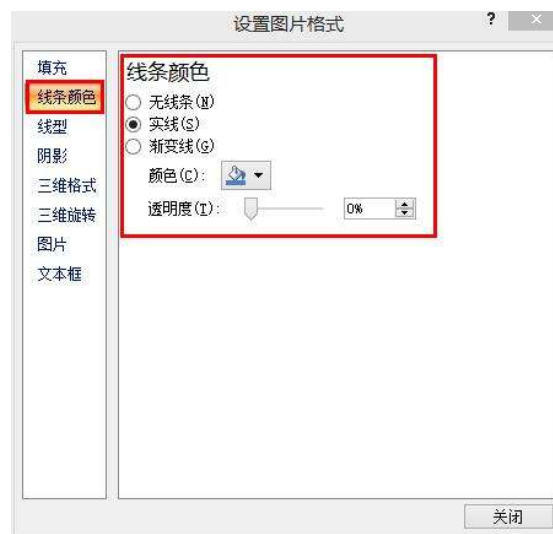 设置图片格式
?
填充
线条颜色
线型
阴影
三维格式
三维旋转
图片
文本框
线条颜色
无线条(N)
实线(S)
渐变线(G)
颜色(C):
透明度(T): 0%
关闭